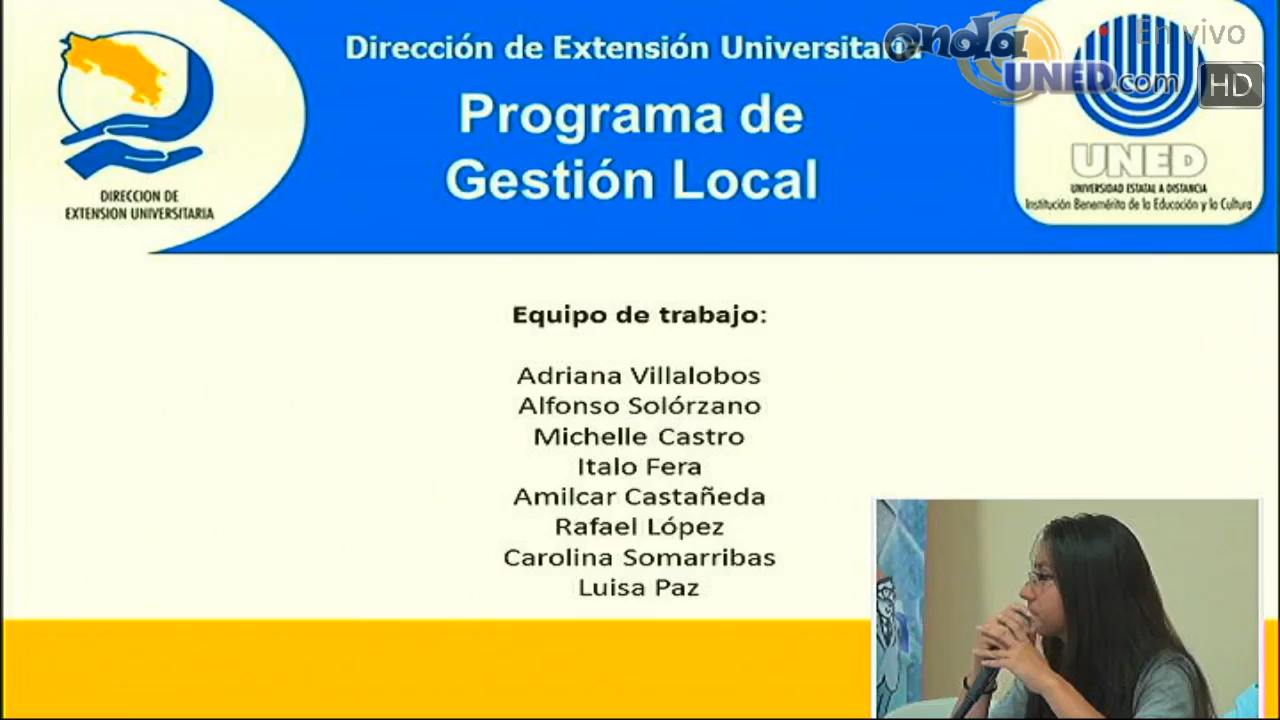 Dirección de Extensión Universitaria
Programa de
Gestión Local
DIRECCION DE
EXTENSION UNIVERSITARIA
onda
UNED.com
En vivo
HD
UNED
UNIVERSIDAD ESTATAL A DISTANCIA
Institución Benemérita de la Educación y la Cultura
Equipo de trabajo:
Adriana Villalobos
Alfonso Solórzano
Michelle Castro
Italo Fera
Amilcar Castañeda
Rafael López
Carolina Somarribas
Luisa Paz